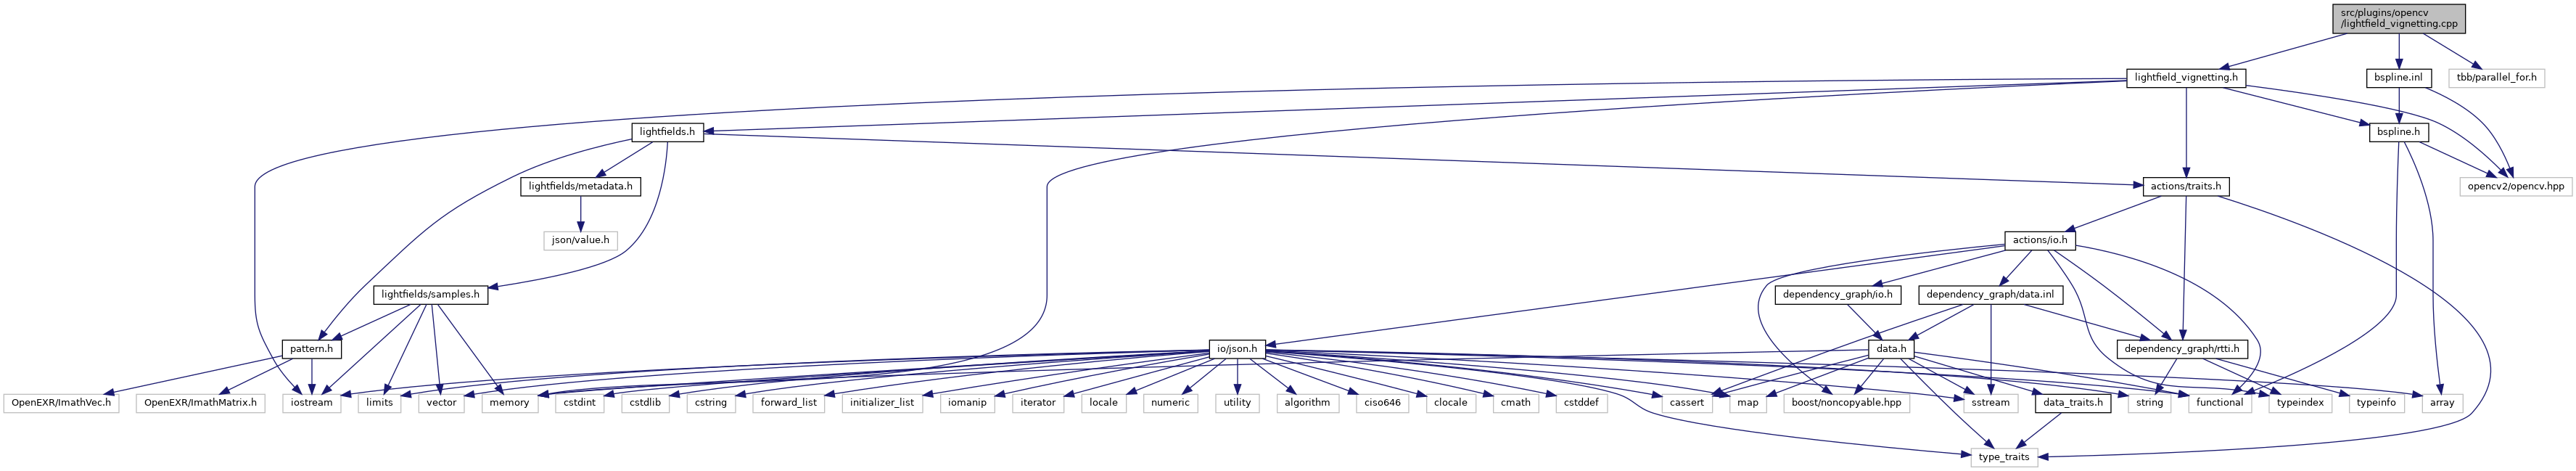 src/plugins/opencv
/lightfield_vignetting.cpp
lightfield_vignetting.h
bspline.inl
tbb/parallel_for.h
lightfields.h
bspline.h
lightfields/metadata.h
actions/traits.h
opencv2/opencv.hpp
json/value.h
actions/io.h
lightfields/samples.h
dependency_graph/io.h
dependency_graph/data.inl
pattern.h
io/json.h
data.h
dependency_graph/rtti.h
OpenEXR/ImathVec.h
OpenEXR/ImathMatrix.h
iostream
limits
vector
memory
cstdint
cstdlib
cstring
forward_list
initializer_list
iomanip
iterator
locale
numeric
utility
algorithm
ciso646
clocale
cmath
cstddef
cassert
map
boost/noncopyable.hpp
sstream
data_traits.h
string
functional
typeindex
typeinfo
array
type_traits